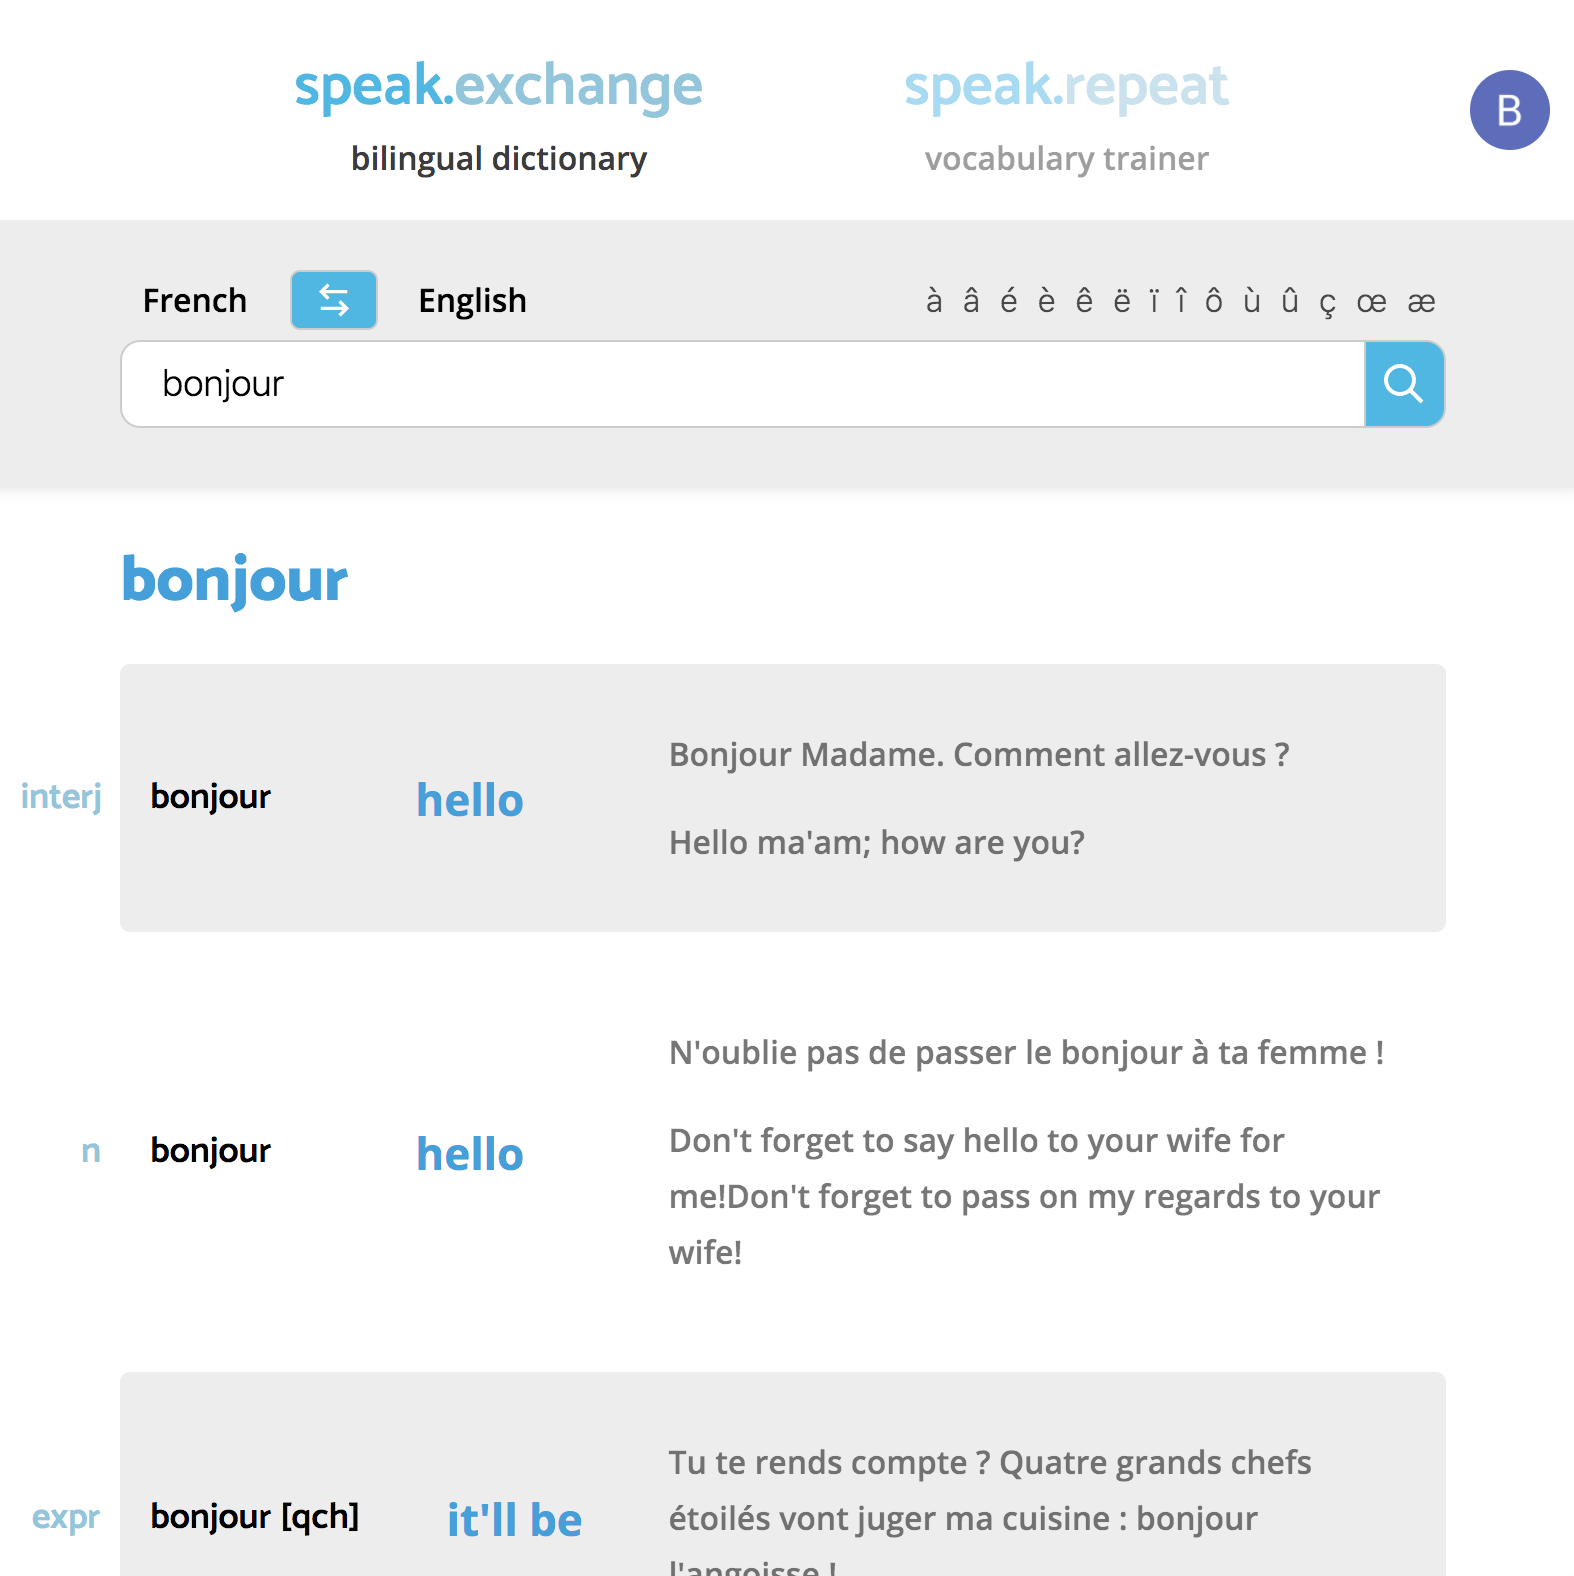 speak.exchange
speak.repeat
bilingual dictionary
vocabulary trainer
B
French
English
à â é è ê ë ï î ô ù û ç œ æ
bonjour
bonjour
interj
bonjour
hello
Bonjour Madame. Comment allez-vous ?
Hello ma'am; how are you?
n
bonjour
hello
N'oublie pas de passer le bonjour à ta femme !
Don't forget to say hello to your wife for
me!Don't forget to pass on my regards to your
wife!
expr
bonjour [qch]
it'll be
Tu te rends compte ? Quatre grands chefs
étoilés vont juger ma cuisine : bonjour
l'angoisse !